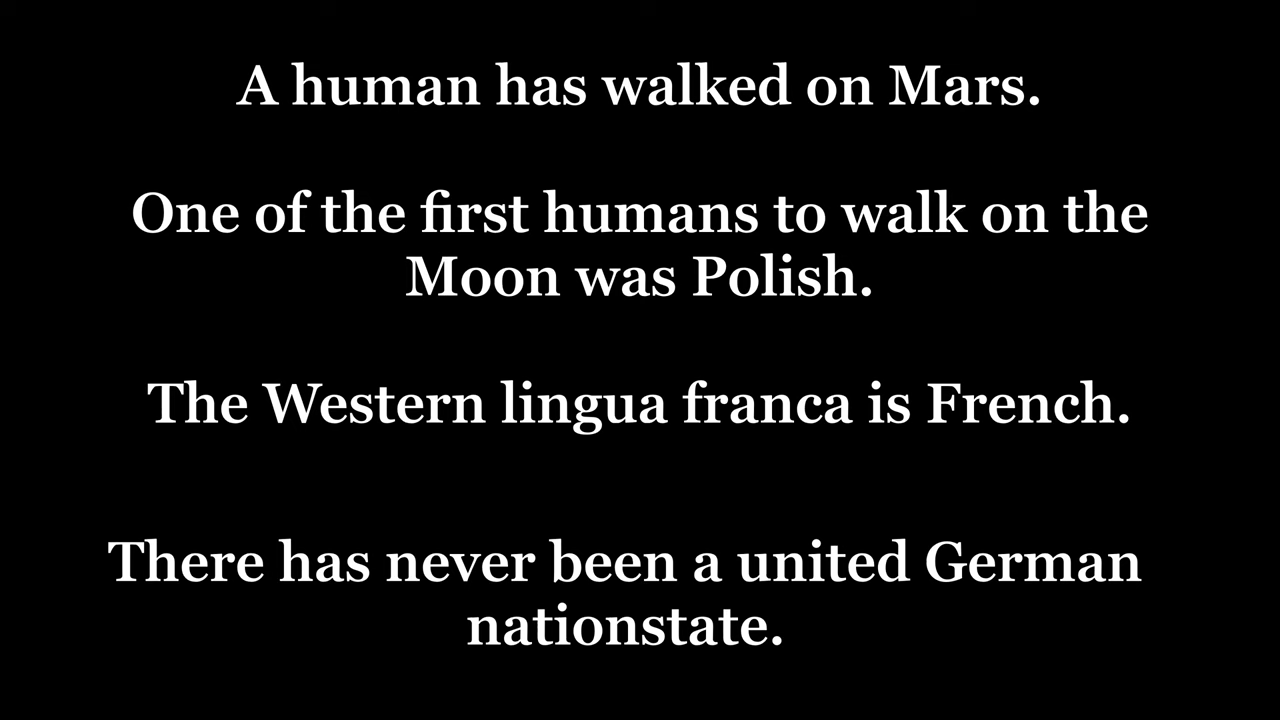 A human has walked on Mars.
One of the first humans to walk on the
Moon was Polish.
The Western lingua franca is French.
There has never been a united German
nationstate.